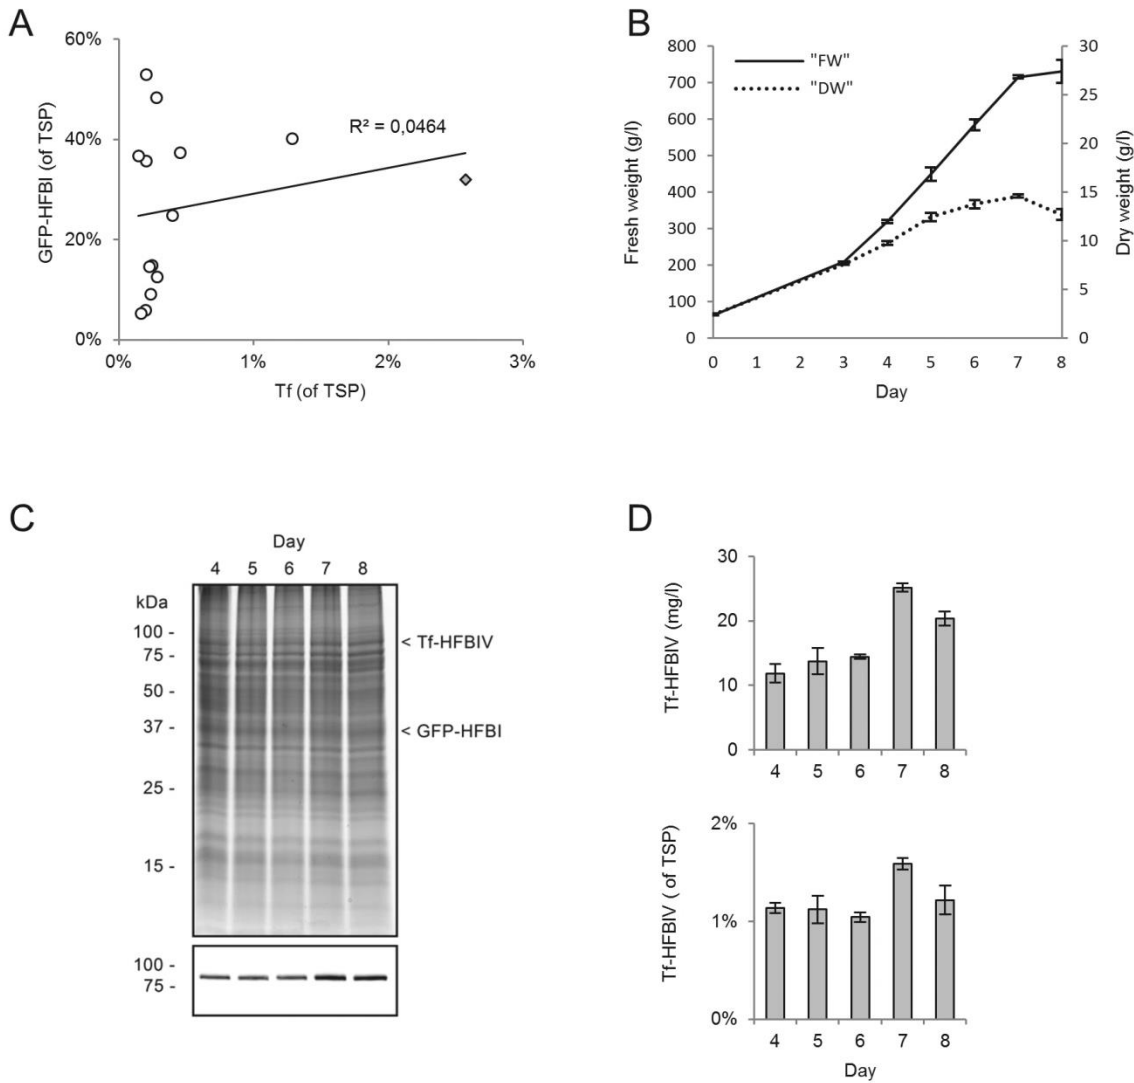 A
60%
40%
20%
0%
GFP-HFBI (of TSP)
R² = 0,0464
0% 1% 2% 3%
Tf (of TSP)
B
800
700
600
500
400
300
200
100
0
Fresh weight (g/l)
"FW"
"DW"
30
25
20
15
10
5
0
Dry weight (g/l)
0 1 2 3 4 5 6 7 8
Day
C
Day
4 5 6 7 8
kDa
100 -
75 -
50 -
37 -
25 -
15 -
< Tf-HFBIV
< GFP-HFBI
100 -
75 -
D
30
20
10
0
Tf-HFBIV (mg/l)
4 5 6 7 8
2%
1%
0%
Tf-HFBIV ( of TSP)
4 5 6 7 8
Day